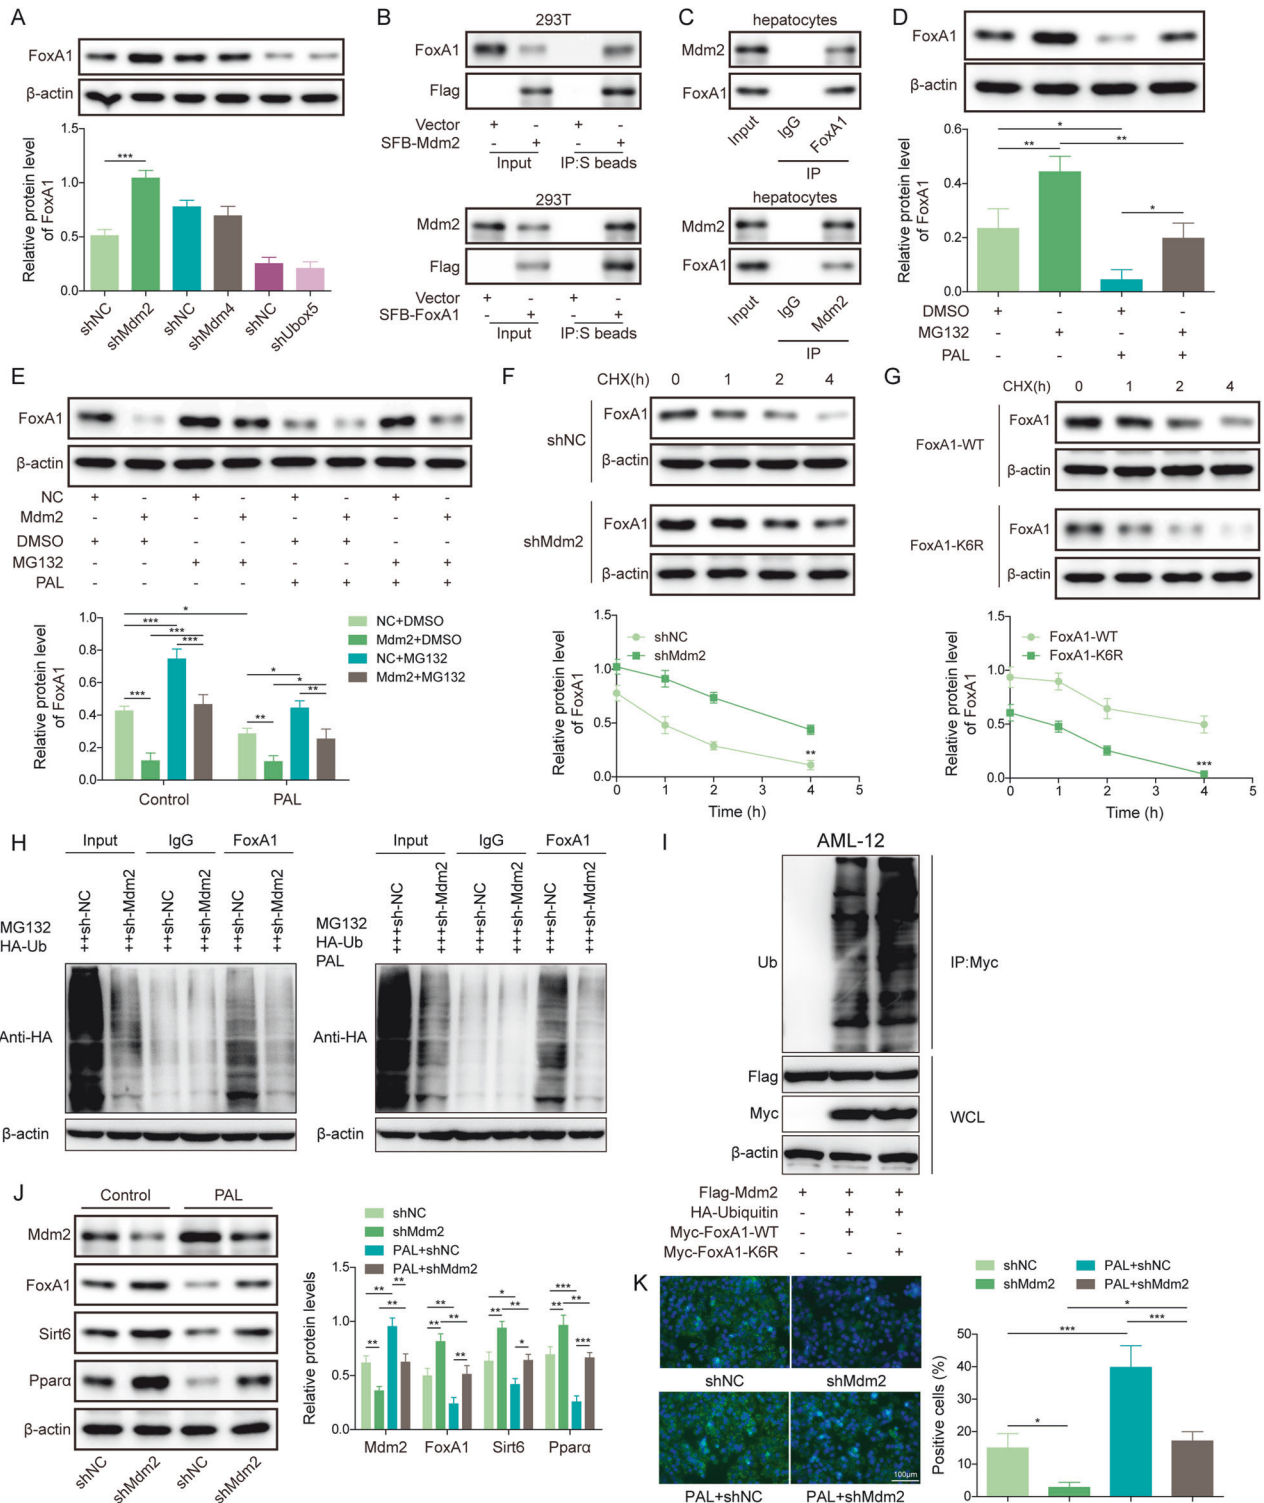 A
FoxA1
β-actin
Relative protein level
of FoxA1
1.5
1.0
0.5
0.0
***
shNC
shMdm2
shNC
shMdm4
shNC
shUbox5
B
293T
FoxA1
Flag
Vector + - + -
SFB-Mdm2 - + - +
Input IP:S beads
293T
Mdm2
Flag
Vector + - + -
SFB-FoxA1 - + - +
Input IP:S beads
C
hepatocytes
Mdm2
FoxA1
Input
IgG
FoxA1
IP
hepatocytes
Mdm2
FoxA1
Input
IgG
Mdm2
IP
D
FoxA1
β-actin
Relative protein level
of FoxA1
0.6
0.4
0.2
0.0
*
** **
*
DMSO + - + -
MG132 - + - +
PAL - - + +
E
FoxA1
β-actin
NC + - + - + - + -
Mdm2 - + - + - + - +
DMSO + + - - + + - -
MG132 - - + + - - + +
PAL - - - - + + + +
Relative protein level
of FoxA1
1.0
0.8
0.6
0.4
0.2
0.0
*
***
***
***
***
*
*
**
**
Control PAL
NC+DMSO
Mdm2+DMSO
NC+MG132
Mdm2+MG132
F
CHX(h) 0 1 2 4
shNC
FoxA1
β-actin
shMdm2
FoxA1
β-actin
Relative protein level
of FoxA1
1.5
1.0
0.5
0.0
shNC
shMdm2
**
0 1 2 3 4 5
Time (h)
G
CHX(h) 0 1 2 4
FoxA1-WT
FoxA1
β-actin
FoxA1-K6R
FoxA1
β-actin
Relative protein level
of FoxA1
1.5
1.0
0.5
0.0
FoxA1-WT
FoxA1-K6R
***
0 1 2 3 4 5
Time (h)
H
Input IgG FoxA1
sh-NC sh-Mdm2 sh-NC sh-Mdm2 sh-NC sh-Mdm2
MG132 + + + + + +
HA-Ub + + + + + +
Anti-HA
β-actin
Input IgG FoxA1
sh-NC sh-Mdm2 sh-NC sh-Mdm2 sh-NC sh-Mdm2
MG132 + + + + + +
HA-Ub + + + + + +
PAL + + + + + +
Anti-HA
β-actin
I
AML-12
Ub
IP:Myc
Flag
Myc
β-actin
WCL
Flag-Mdm2 + + +
HA-Ubiquitin - + +
Myc-FoxA1-WT - + -
Myc-FoxA1-K6R - - +
J
Control PAL
Mdm2
FoxA1
Sirt6
Pparα
β-actin
shNC
shMdm2
shNC
shMdm2
shNC
shMdm2
PAL+shNC
PAL+shMdm2
Relative protein levels
1.5
1.0
0.5
0.0
**
**
**
**
**
**
**
**
*
**
**
*
***
**
**
***
Mdm2 FoxA1 Sirt6 Pparα
K
shNC shMdm2
PAL+shNC PAL+shMdm2
100μm
shNC
shMdm2
PAL+shNC
PAL+shMdm2
Positive cells (%)
50
40
30
20
10
0
*
***
***
*